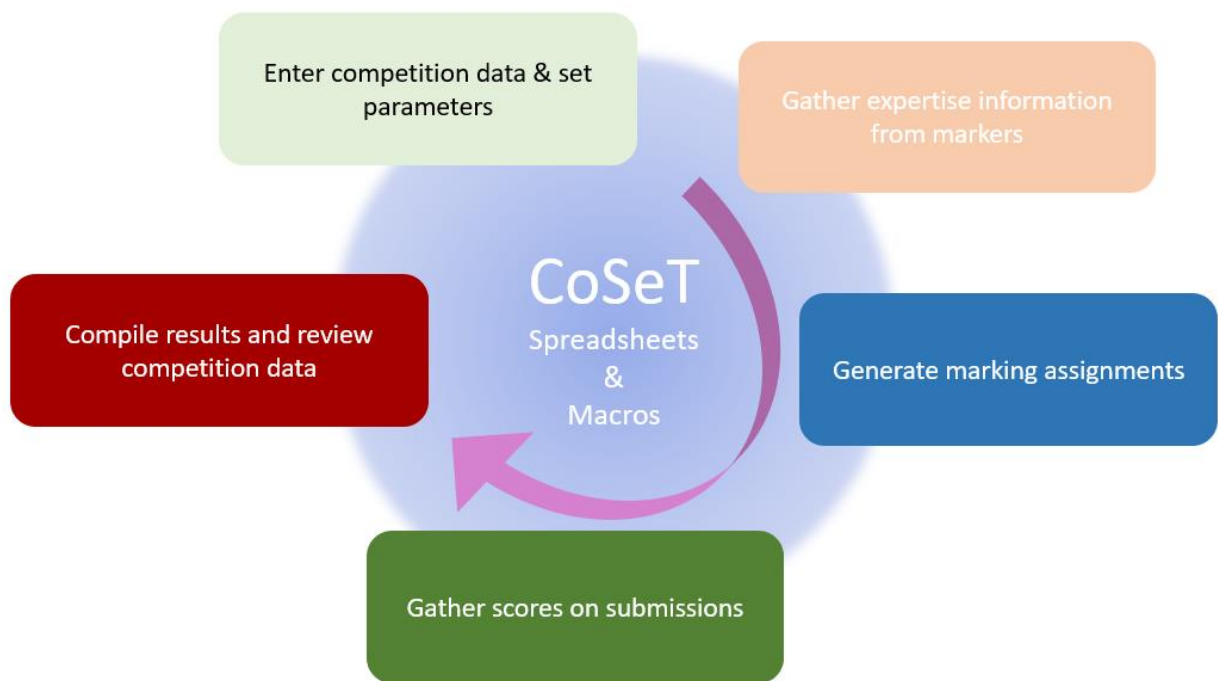 Enter competition data & set
parameters
Gather expertise information
from markers
CoSeT
Spreadsheets
&
Macros
Compile results and review
competition data
Generate marking assignments
Gather scores on submissions